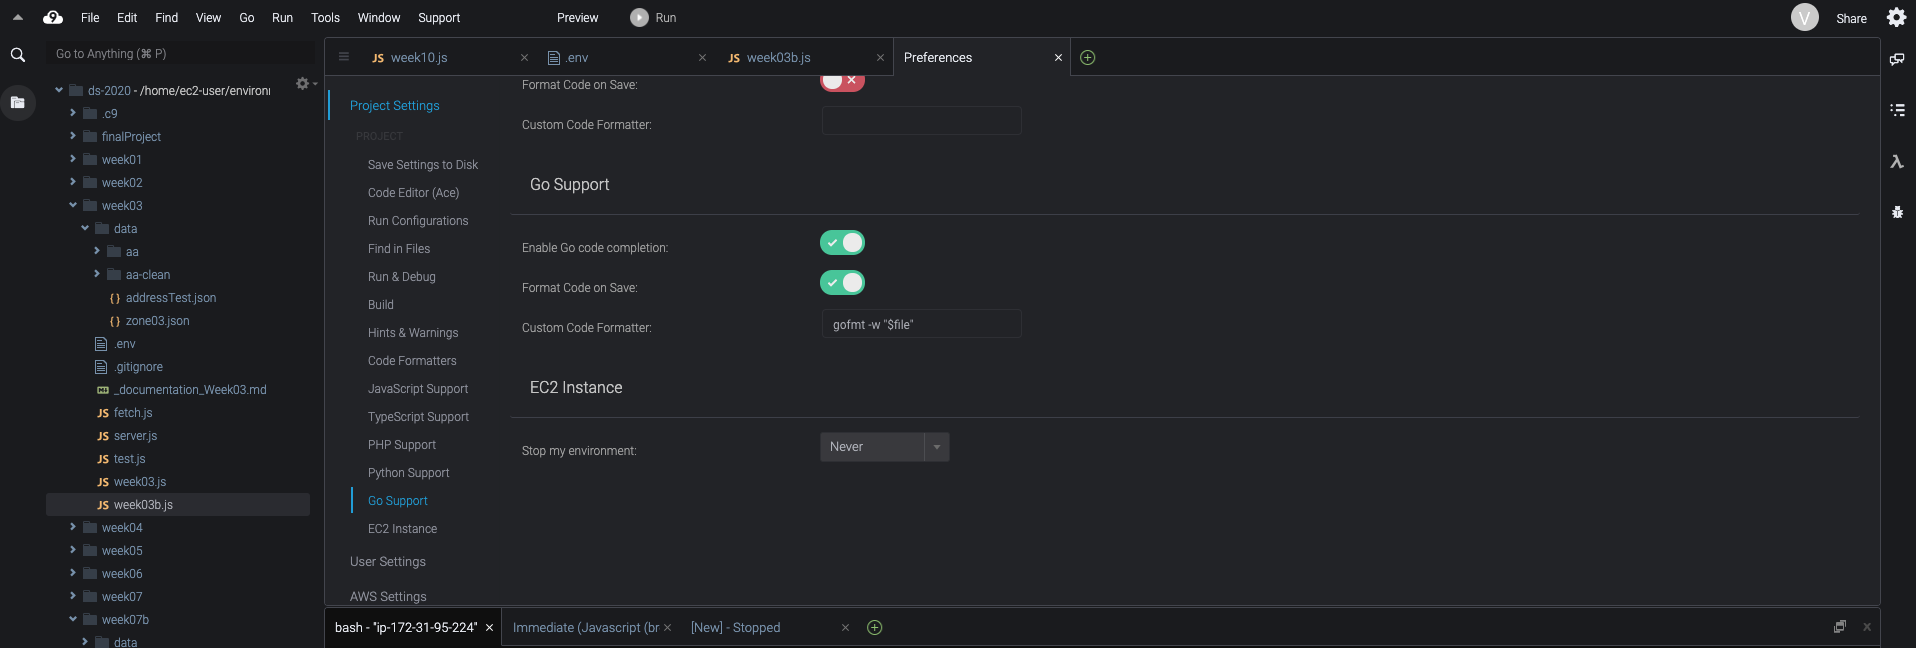 File Edit Find View Go Run Tools Window Support Preview Run V Share
Go to Anything (⌘ P)
ds-2020 - /home/ec2-user/environ
.c9
finalProject
week01
week02
week03
data
aa
aa-clean
{ } addressTest.json
{ } zone03.json
.env
.gitignore
_documentation_Week03.md
JS fetch.js
JS server.js
JS test.js
JS week03.js
JS week03b.js
week04
week05
week06
week07
week07b
data
JS week10.js
.env
JS week03b.js
Preferences
Project Settings
PROJECT
Save Settings to Disk
Code Editor (Ace)
Run Configurations
Find in Files
Run & Debug
Build
Hints & Warnings
Code Formatters
JavaScript Support
TypeScript Support
PHP Support
Python Support
Go Support
EC2 Instance
User Settings
AWS Settings
Format Code on Save:
Custom Code Formatter:
Go Support
Enable Go code completion:
Format Code on Save:
Custom Code Formatter: gofmt -w "$file"
EC2 Instance
Stop my environment: Never
bash - "ip-172-31-95-224" Immediate (Javascript (br [New] - Stopped